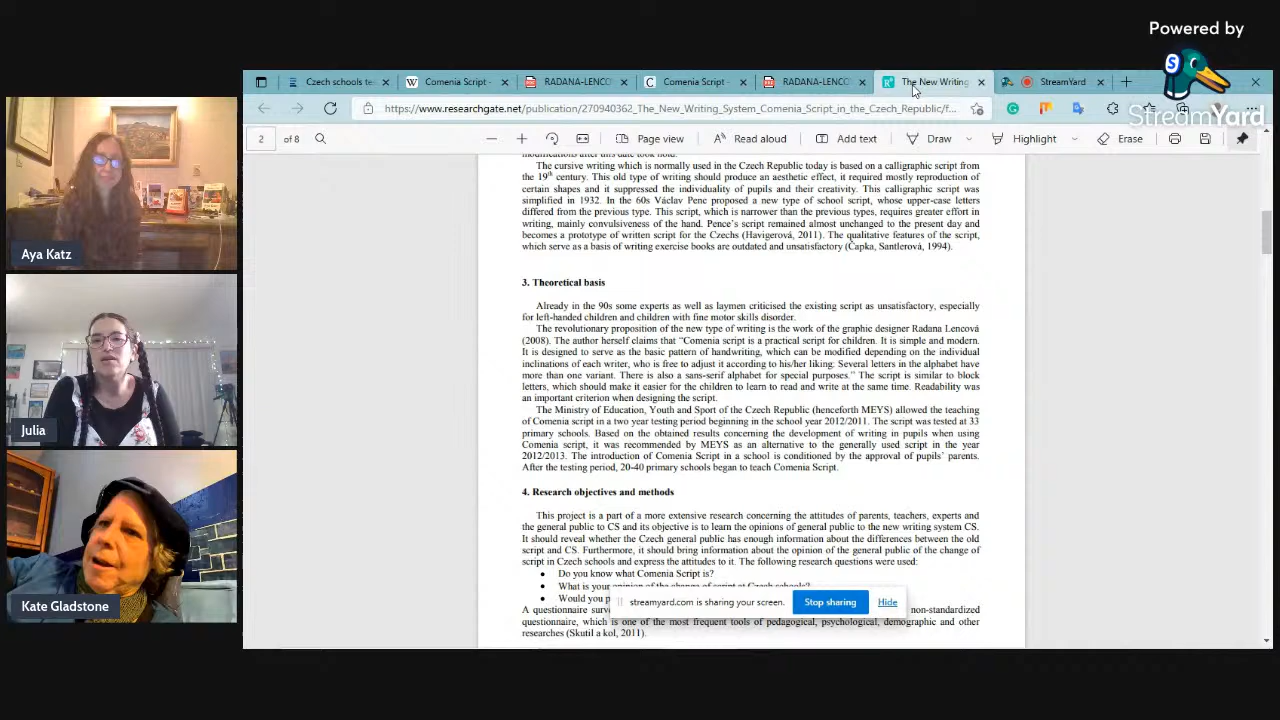 Powered by
StreamYard
Czech schools te
Comenia Script -
RADANA-LENCO
Comenia Script -
RADANA-LENCO
The New Writing
StreamYard
https://www.researchgate.net/publication/270940362_The_New_Writing_System_Comenia_Script_in_the_Czech_Republic/f...
2 of 8
Page view
Read aloud
Add text
Draw
Highlight
Erase
modifications after this date took hold.
The cursive writing which is normally used in the Czech Republic today is based on a calligraphic script from
the 19th century. This old type of writing should produce an aesthetic effect, it required mostly reproduction of
certain shapes and it suppressed the individuality of pupils and their creativity. This calligraphic script was
simplified in 1932. In the 60s Václav Penc proposed a new type of school script, whose upper-case letters
differed from the previous type. This script, which is narrower than the previous types, requires greater effort in
writing, mainly convulsiveness of the hand. Pence's script remained almost unchanged to the present day and
becomes a prototype of written script for the Czechs (Havigerová, 2011). The qualitative features of the script,
which serve as a basis of writing exercise books are outdated and unsatisfactory (Čapka, Santlerová, 1994).
3. Theoretical basis
Already in the 90s some experts as well as laymen criticised the existing script as unsatisfactory, especially
for left-handed children and children with fine motor skills disorder.
The revolutionary proposition of the new type of writing is the work of the graphic designer Radana Lencová
(2008). The author herself claims that "Comenia script is a practical script for children. It is simple and modern.
It is designed to serve as the basic pattern of handwriting, which can be modified depending on the individual
inclinations of each writer, who is free to adjust it according to his/her liking. Several letters in the alphabet have
more than one variant. There is also a sans-serif alphabet for special purposes." The script is similar to block
letters, which should make it easier for the children to learn to read and write at the same time. Readability was
an important criterion when designing the script.
The Ministry of Education, Youth and Sport of the Czech Republic (henceforth MEYS) allowed the teaching
of Comenia script in a two year testing period beginning in the school year 2012/2011. The script was tested at 33
primary schools. Based on the obtained results concerning the development of writing in pupils when using
Comenia script, it was recommended by MEYS as an alternative to the generally used script in the year
2012/2013. The introduction of Comenia Script in a school is conditioned by the approval of pupils' parents.
After the testing period, 20-40 primary schools began to teach Comenia Script.
4. Research objectives and methods
This project is a part of a more extensive research concerning the attitudes of parents, teachers, experts and
the general public to CS and its objective is to learn the opinions of general public to the new writing system CS.
It should reveal whether the Czech general public has enough information about the differences between the old
script and CS. Furthermore, it should bring information about the opinion of the general public of the change of
script in Czech schools and express the attitudes to it. The following research questions were used:
• Do you know what Comenia Script is?
• What is your opinion of the change of script at Czech schools?
• Would you p
A questionnaire surv non-standardized
questionnaire, which is one of the most frequent tools of pedagogical, psychological, demographic and other
researches (Skutil a kol, 2011).
streamyard.com is sharing your screen.
Stop sharing
Hide
Aya Katz
Julia
Kate Gladstone